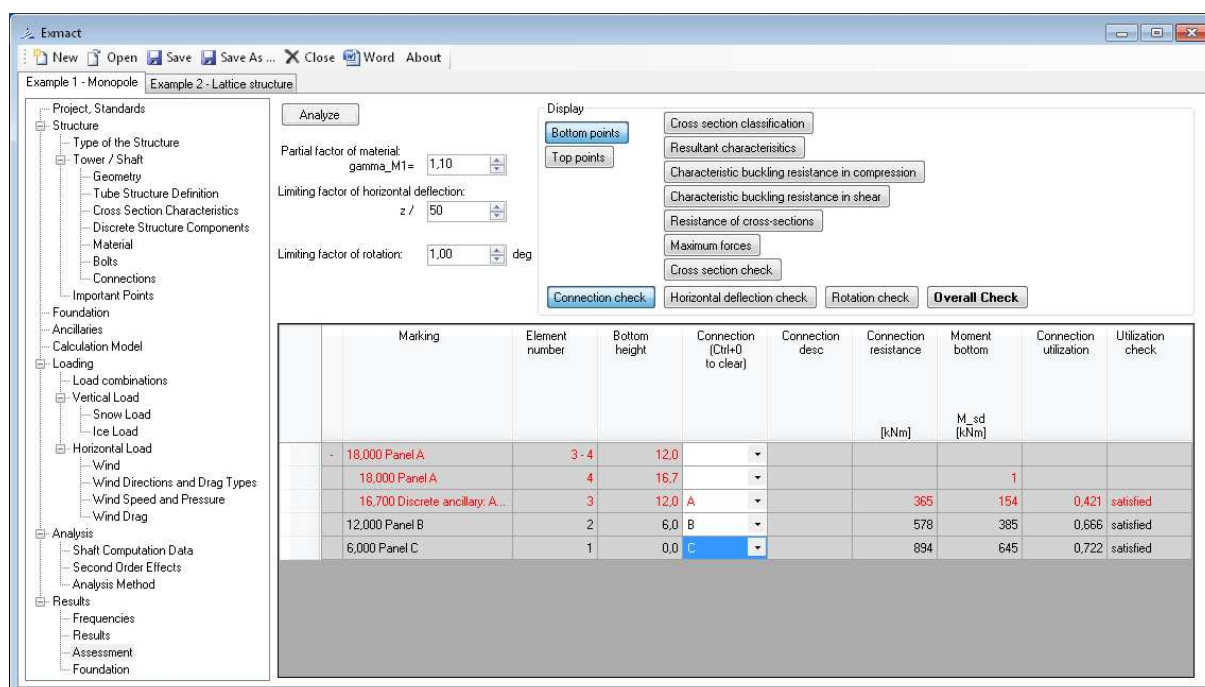 Exmact
New Open Save Save As ... Close Word About
Example 1 - Monopole Example 2 - Lattice structure
Project, Standards
Structure
Type of the Structure
Tower / Shaft
Geometry
Tube Structure Definition
Cross Section Characteristics
Discrete Structure Components
Material
Bolts
Connections
Important Points
Foundation
Ancillaries
Calculation Model
Loading
Load combinations
Vertical Load
Snow Load
Ice Load
Horizontal Load
Wind
Wind Directions and Drag Types
Wind Speed and Pressure
Wind Drag
Analysis
Shaft Computation Data
Second Order Effects
Analysis Method
Results
Frequencies
Results
Assessment
Foundation
Analyze
Partial factor of material:
gamma_M1= 1,10
Limiting factor of horizontal deflection:
z / 50
Limiting factor of rotation: 1,00 deg
Display
Bottom points
Top points
Cross section classification
Resultant characterisitics
Characteristic buckling resistance in compression
Characteristic buckling resistance in shear
Resistance of cross-sections
Maximum forces
Cross section check
Connection check Horizontal deflection check Rotation check Overall Check
Marking Element number Bottom height Connection (Ctrl+0 to clear) Connection desc Connection resistance [kNm] Moment bottom M_sd [kNm] Connection utilization Utilization check
- 18,000 Panel A 3 - 4 12,0
18,000 Panel A 4 16,7 1
16,700 Discrete ancillary: A... 3 12,0 A 365 154 0,421 satisfied
12,000 Panel B 2 6,0 B 578 385 0,666 satisfied
6,000 Panel C 1 0,0 C 894 645 0,722 satisfied